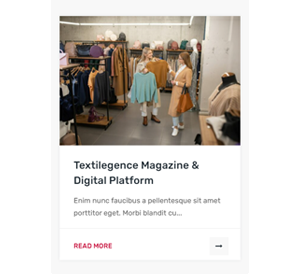 Textilegence Magazine &
Digital Platform
Enim nunc faucibus a pellentesque sit amet
porttitor eget. Morbi blandit cu...
READ MORE